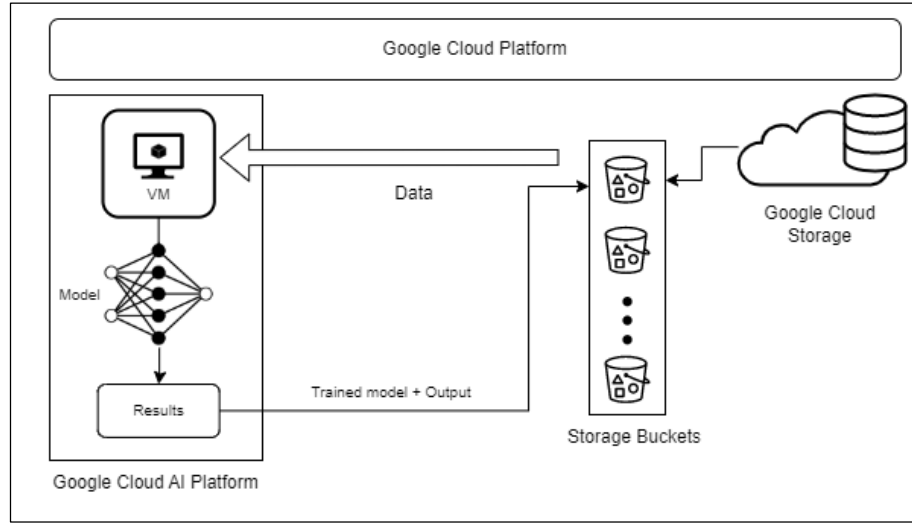 Google Cloud Platform
VM
Data
Google Cloud
Storage
Model
Trained model + Output
Results
Storage Buckets
Google Cloud AI Platform